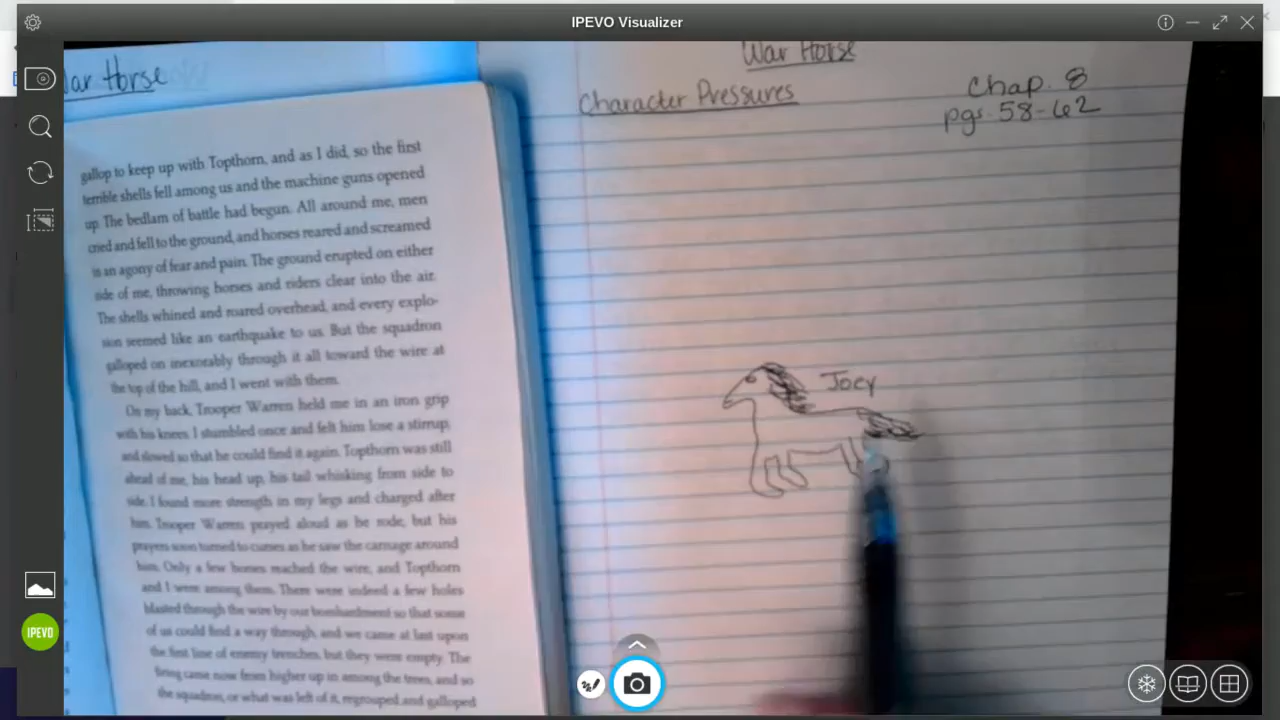 IPEVO Visualizer
War Horse
gallop to keep up with Topthorn, and as I did, so the first
terrible shells fell among us and the machine guns opened
up. The bedlam of battle had begun. All around me, men
cried and fell to the ground, and horses reared and screamed
in an agony of fear and pain. The ground erupted on either
side of me, throwing horses and riders clear into the air.
The shells whined and roared overhead, and every explo-
sion seemed like an earthquake to us. But the squadron
galloped on inexorably through it all toward the wire at
the top of the hill, and I went with them.
On my back, Trooper Warren held me in an iron grip
with his knees. I stumbled once and felt him lose a stirrup,
and slowed so that he could find it again. Topthorn was still
ahead of me, his head up, his tail whisking from side to
side. I found more strength in my legs and charged after
him. Trooper Warren prayed aloud as he rode, but his
prayers soon turned to curses as he saw the carnage around
him. Only a few horses reached the wire, and Topthorn
and I were among them. There were indeed a few holes
blasted through the wire by our bombardment so that some
of us could find a way through, and we came at last upon
the first line of enemy trenches, but they were empty. The
firing came now from higher up in among the trees, and so
the squadron, or what was left of it, regrouped and galloped
War Horse
Character Pressures
Chap. 8
pgs. 58-62
Joey
IPEVO